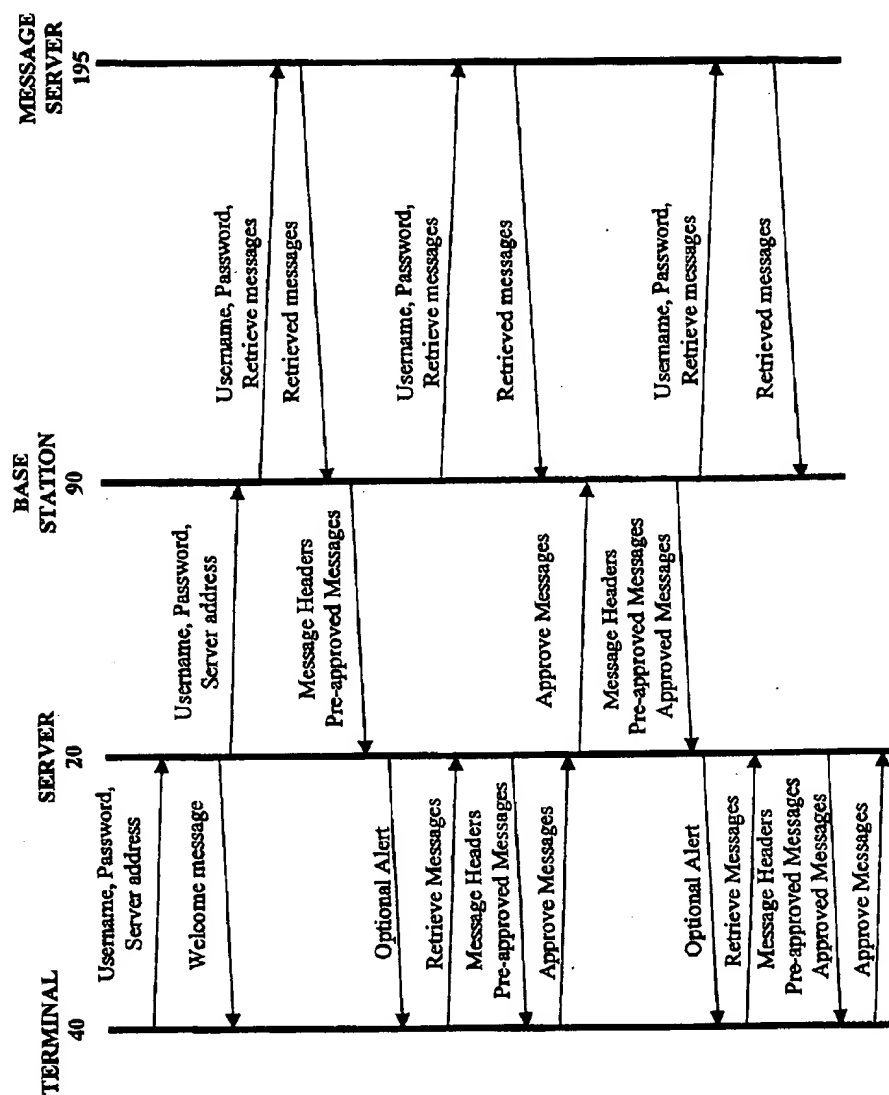 TERMINAL
40
SERVER
20
BASE
STATION
90
MESSAGE
SERVER
195
Username, Password,
Server address
Welcome message
Optional Alert
Retrieve Messages
Message Headers
Pre-approved Messages
Approve Messages
Optional Alert
Retrieve Messages
Message Headers
Pre-approved Messages
Approved Messages
Approve Messages
Username, Password,
Server address
Message Headers
Pre-approved Messages
Approve Messages
Message Headers
Pre-approved Messages
Approved Messages
Username, Password,
Retrieve messages
Retrieved messages
Username, Password,
Retrieve messages
Retrieved messages
Username, Password,
Retrieve messages
Retrieved messages